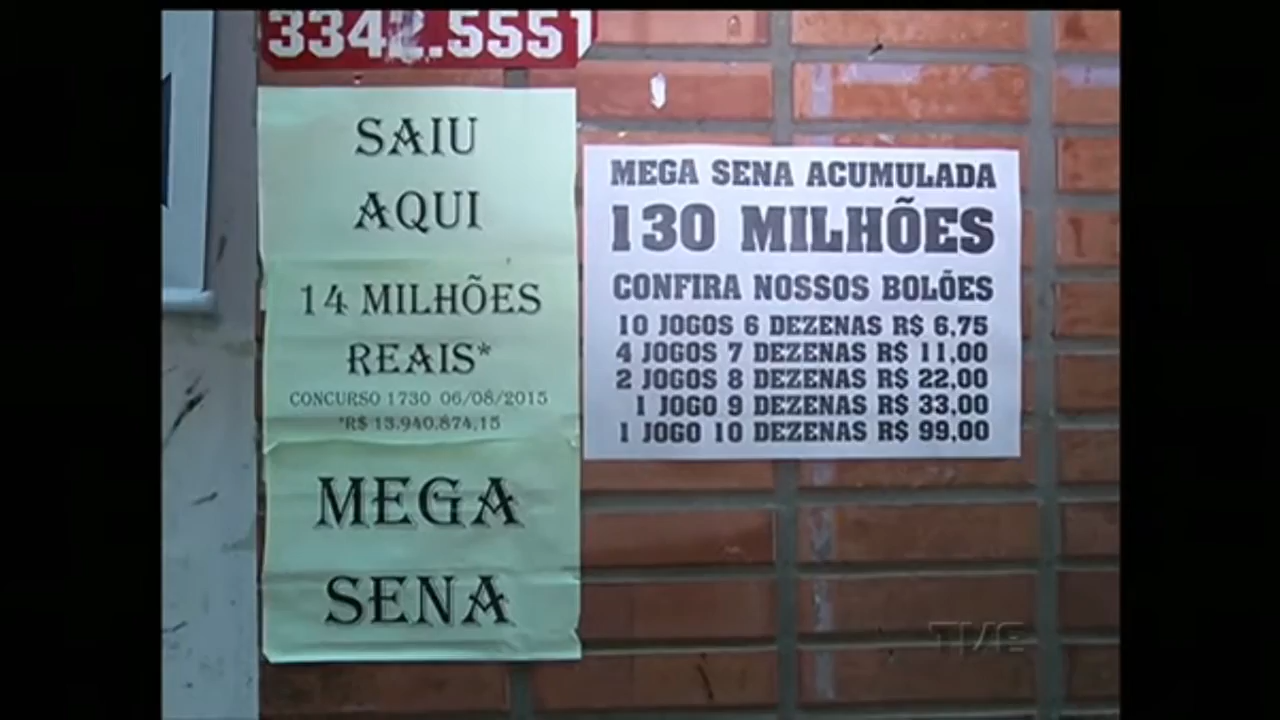 3342.5551
SAIU
AQUI
14 MILHÕES
REAIS*
CONCURSO 1730 06/08/2015
*R$ 13.940.874,15
MEGA
SENA
MEGA SENA ACUMULADA
130 MILHÕES
CONFIRA NOSSOS BOLÕES
10 JOGOS 6 DEZENAS R$ 6,75
4 JOGOS 7 DEZENAS R$ 11,00
2 JOGOS 8 DEZENAS R$ 22,00
1 JOGO 9 DEZENAS R$ 33,00
1 JOGO 10 DEZENAS R$ 99,00
TVE